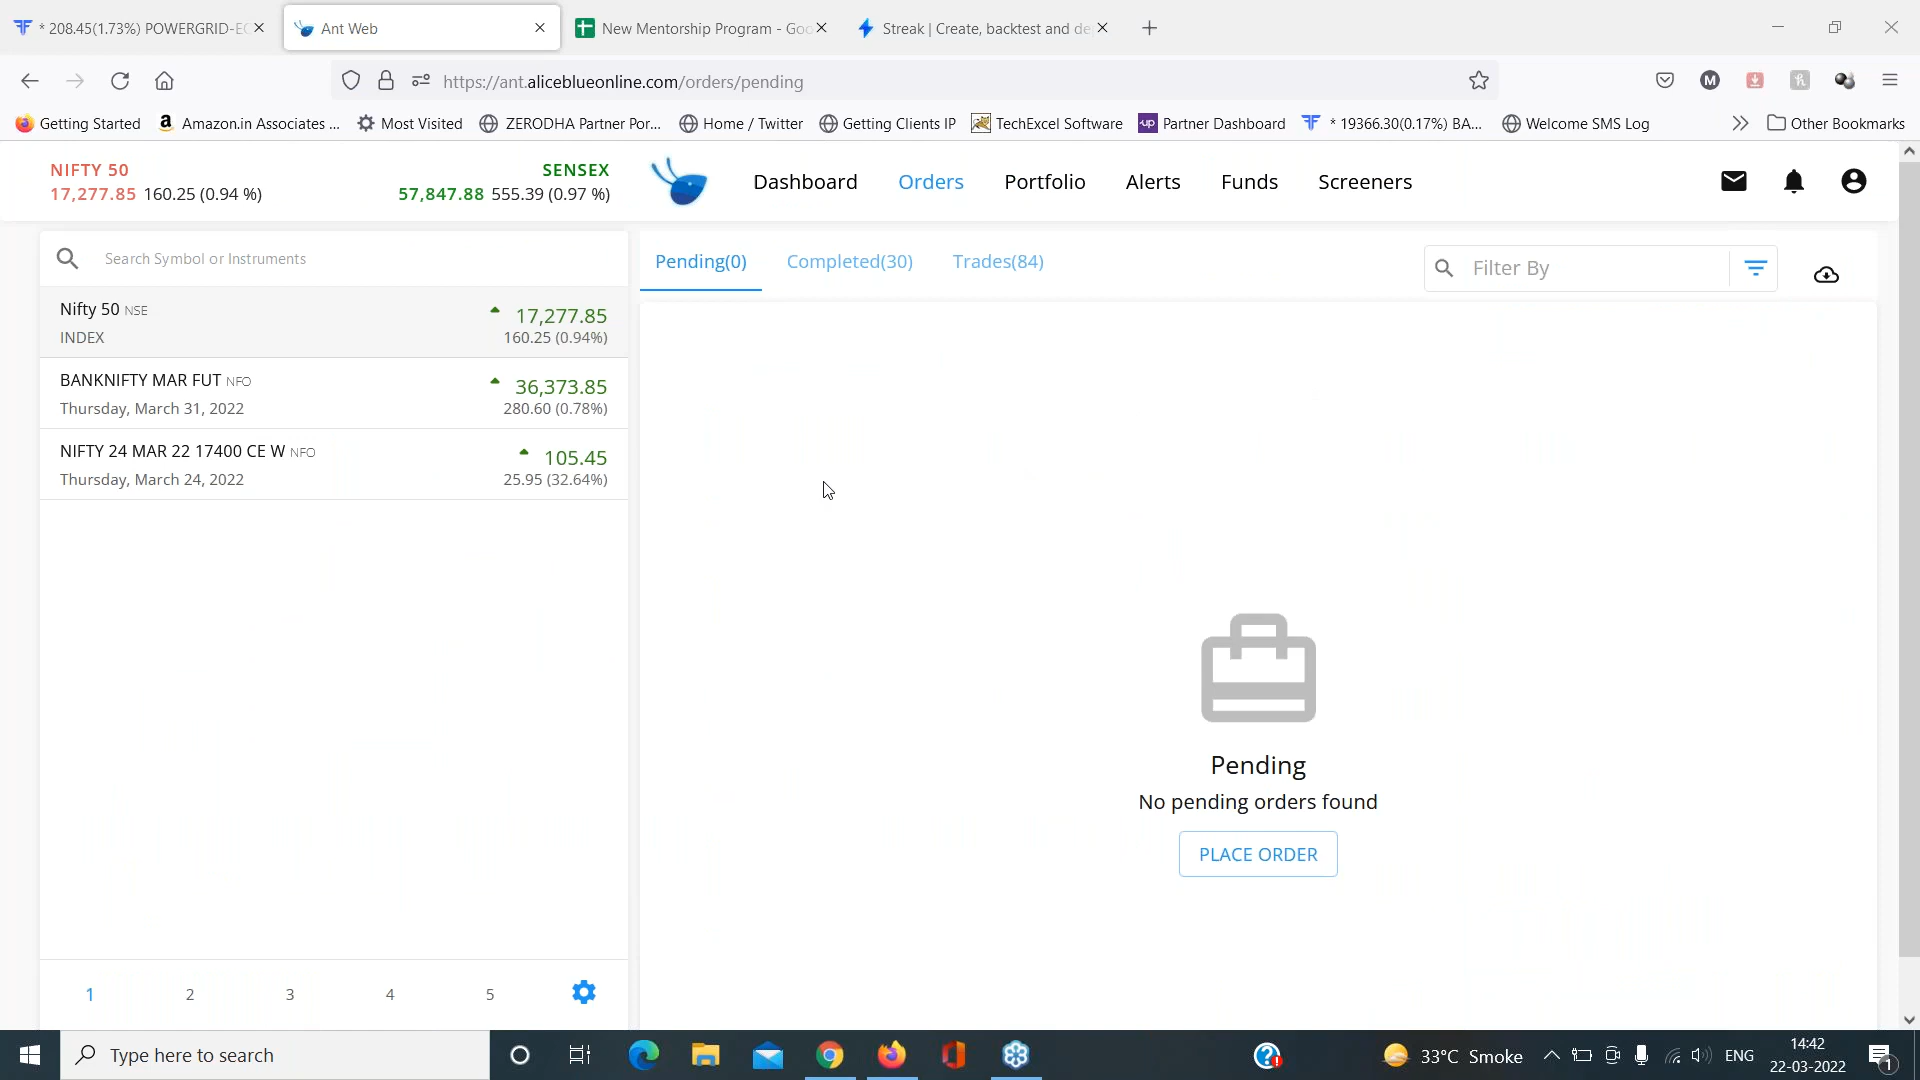 * 208.45(1.73%) POWERGRID-EC
Ant Web
New Mentorship Program - Goo
Streak | Create, backtest and de
https://ant.aliceblueonline.com/orders/pending
Getting Started
Amazon.in Associates ...
Most Visited
ZERODHA Partner Por...
Home / Twitter
Getting Clients IP
TechExcel Software
up Partner Dashboard
* 19366.30(0.17%) BA...
Welcome SMS Log
Other Bookmarks
NIFTY 50
17,277.85 160.25 (0.94 %)
SENSEX
57,847.88 555.39 (0.97 %)
Dashboard
Orders
Portfolio
Alerts
Funds
Screeners
Search Symbol or Instruments
Nifty 50 NSE
17,277.85
INDEX
160.25 (0.94%)
BANKNIFTY MAR FUT NFO
36,373.85
Thursday, March 31, 2022
280.60 (0.78%)
NIFTY 24 MAR 22 17400 CE W NFO
105.45
Thursday, March 24, 2022
25.95 (32.64%)
1 2 3 4 5
Pending(0)
Completed(30)
Trades(84)
Filter By
Pending
No pending orders found
PLACE ORDER
Type here to search
33°C Smoke
ENG
14:42
22-03-2022
1